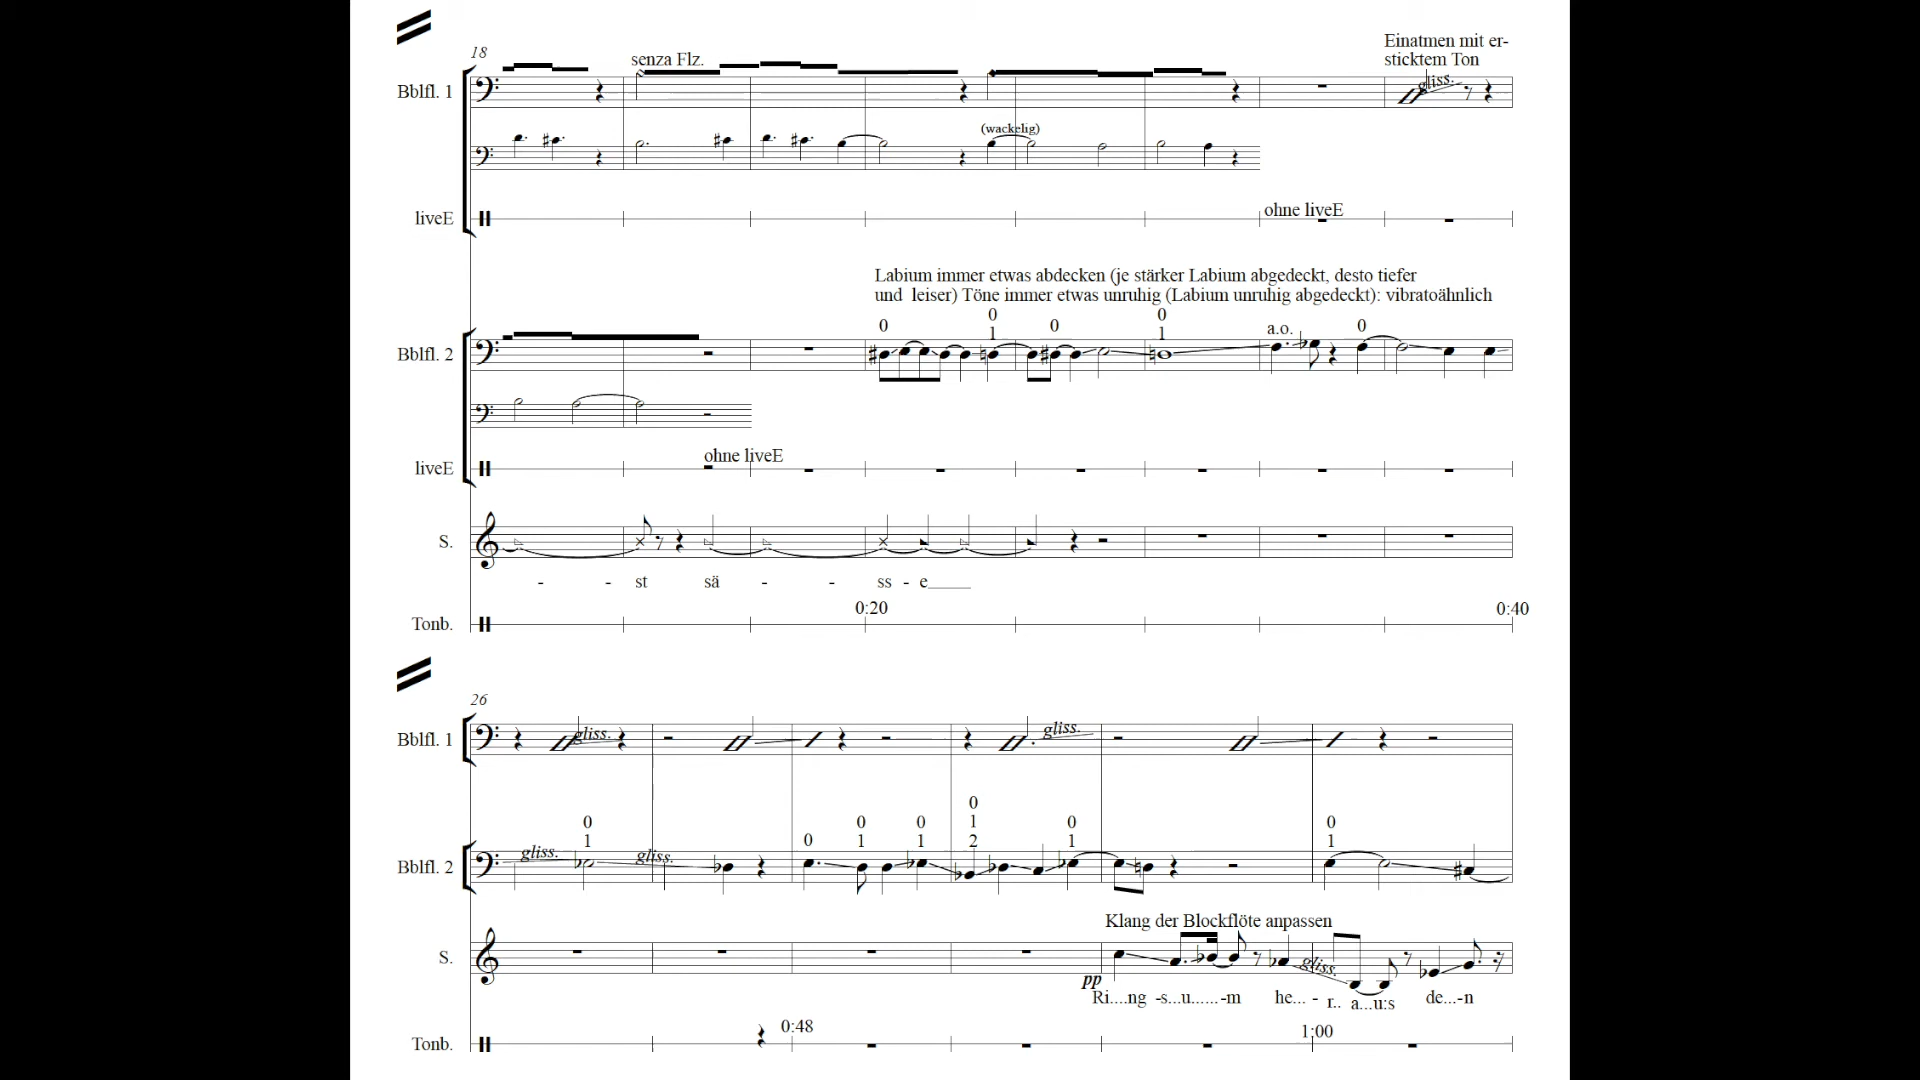 18
senza Flz.
Einatmen mit er-
sticktem Ton
Bblfl. 1
gliss.
(wackelig)
liveE
ohne liveE
Labium immer etwas abdecken (je stärker Labium abgedeckt, desto tiefer
und leiser) Töne immer etwas unruhig (Labium unruhig abgedeckt): vibratoähnlich
0 0 0 0 a.o. 0
1 1
Bblfl. 2
ohne liveE
liveE
S.
- - st sä - - ss - e____
0:20 0:40
Tonb.
26
Bblfl. 1
gliss. gliss.
0 0 0 0 0 0 0
1 1 1 1 1 1
2
Bblfl. 2
gliss. gliss.
Klang der Blockflöte anpassen
S.
gliss.
pp
Ri....ng -s...u......-m he... - r.. a...u:s de...-n
0:48 1:00
Tonb.